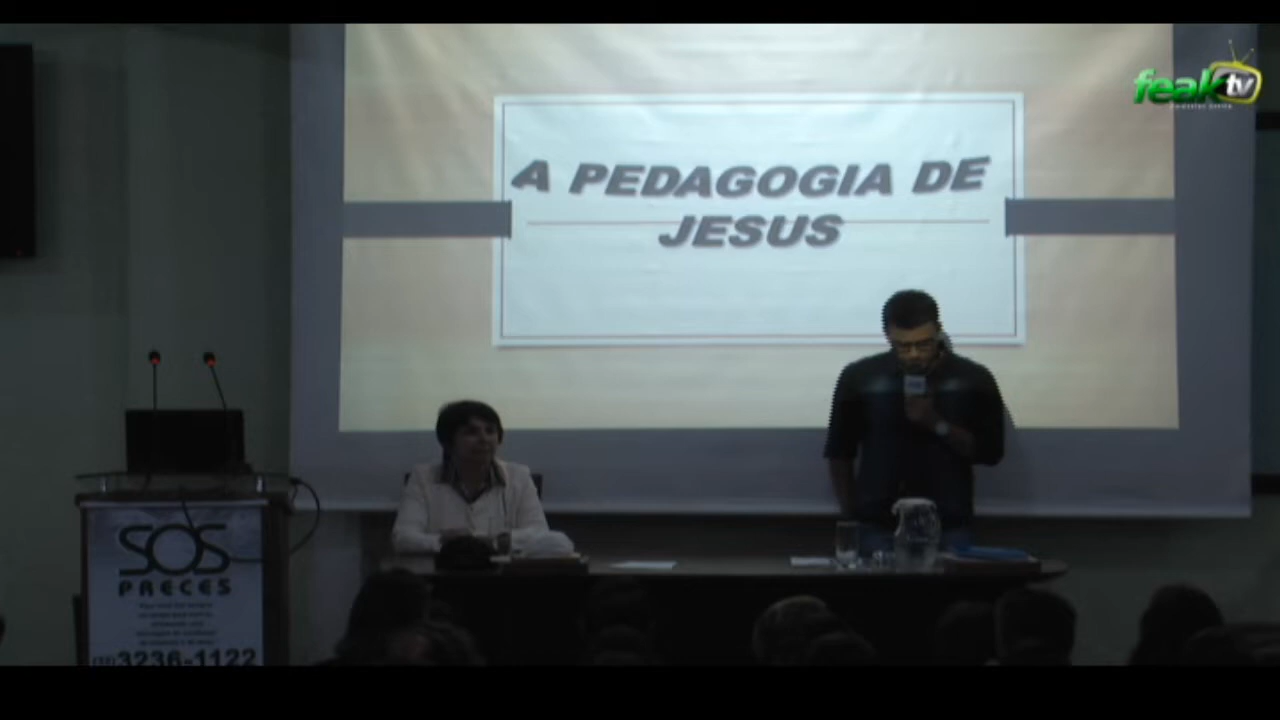 A PEDAGOGIA DE
JESUS
feak tv
SOS
PRECES
3236-1122